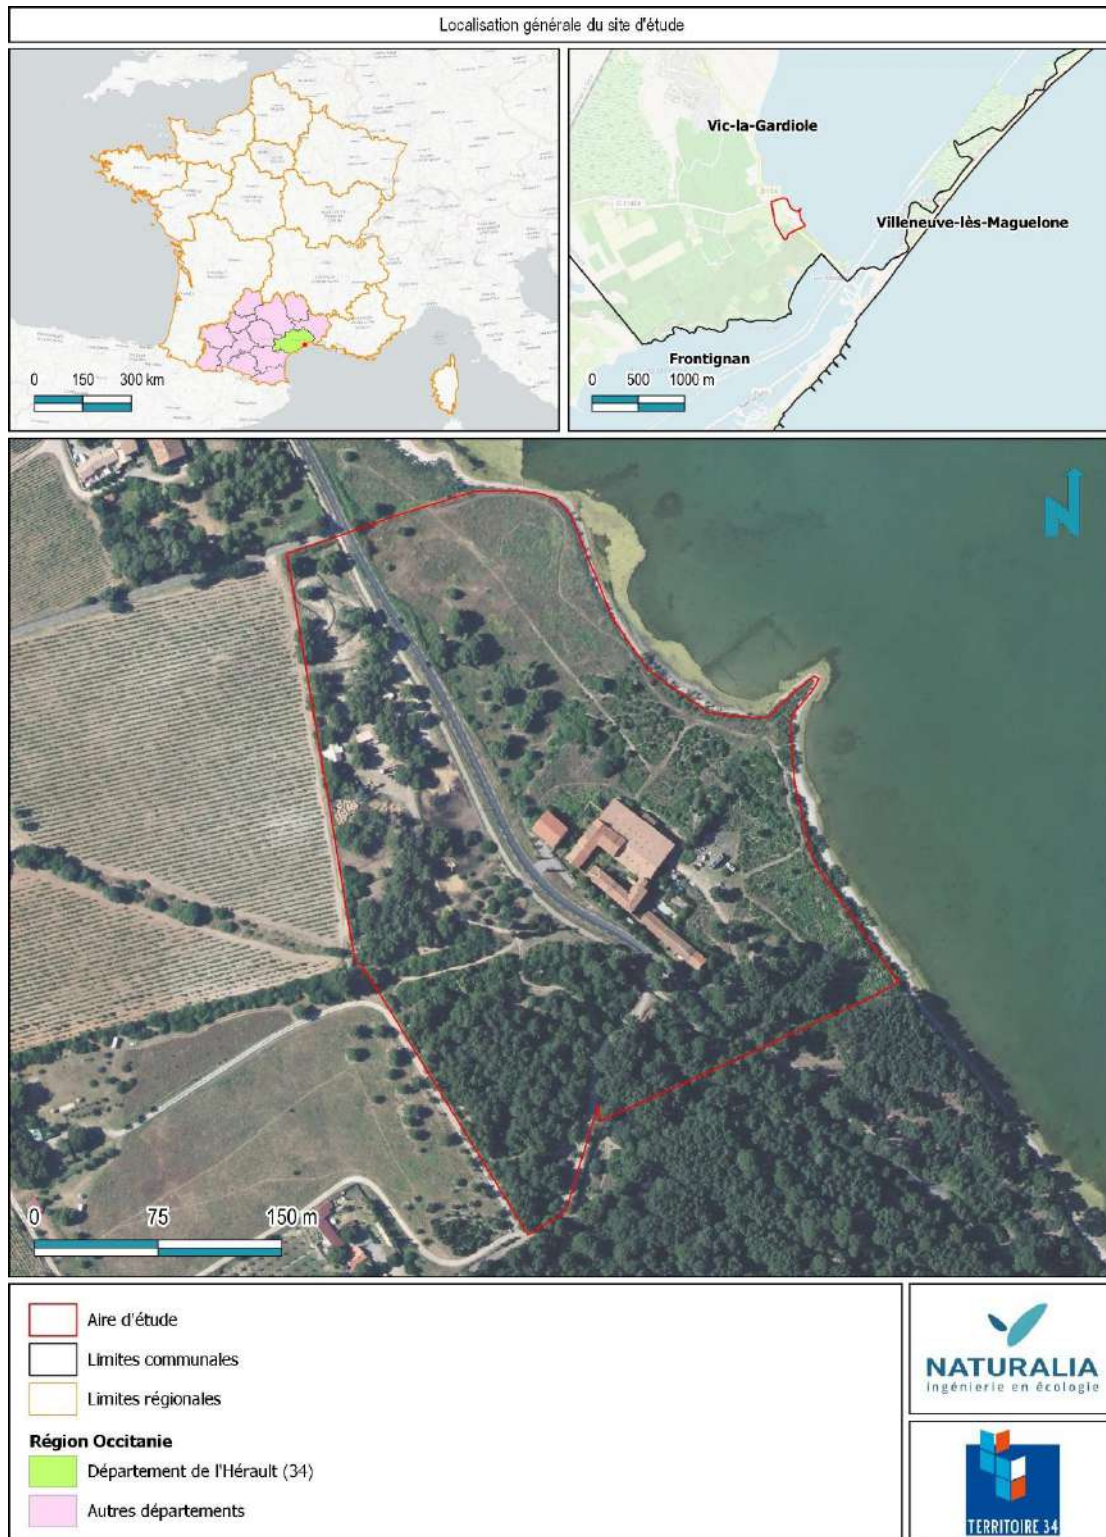 Localisation générale du site d'étude
0 150 300 km
Vic-la-Gardiole
Villeneuve-lès-Maguelone
Frontignan
0 500 1000 m
N
0 75 150 m
Aire d'étude
Limites communales
Limites régionales
Région Occitanie
Département de l'Hérault (34)
Autres départements
NATURALIA
ingénierie en écologie
TERRITOIRE 34